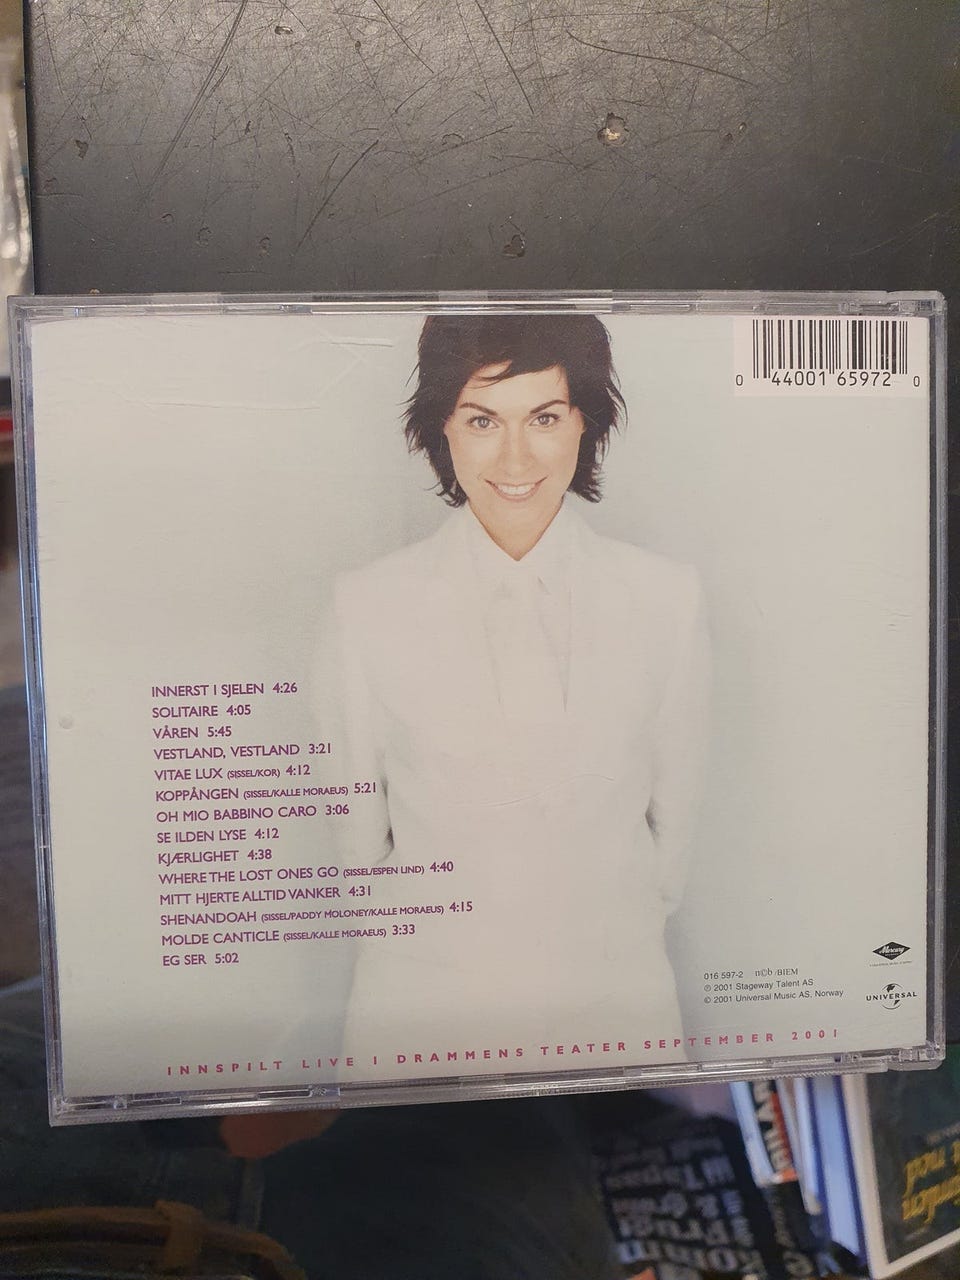 0 44001 65972 0
INNERST I SJELEN 4:26
SOLITAIRE 4:05
VÅREN 5:45
VESTLAND, VESTLAND 3:21
VITAE LUX (SISSEL/KOR) 4:12
KOPPÅNGEN (SISSEL/KALLE MORAEUS) 5:21
OH MIO BABBINO CARO 3:06
SE ILDEN LYSE 4:12
KJÆRLIGHET 4:38
WHERE THE LOST ONES GO (SISSEL/ESPEN LIND) 4:40
MITT HJERTE ALLTID VANKER 4:31
SHENANDOAH (SISSEL/PADDY MOLONEY/KALLE MORAEUS) 4:15
MOLDE CANTICLE (SISSEL/KALLE MORAEUS) 3:33
EG SER 5:02
Mercury
016 597-2 n©b /BIEM
℗ 2001 Stageway Talent AS
© 2001 Universal Music AS, Norway
UNIVERSAL
INNSPILT LIVE I DRAMMENS TEATER SEPTEMBER 2001